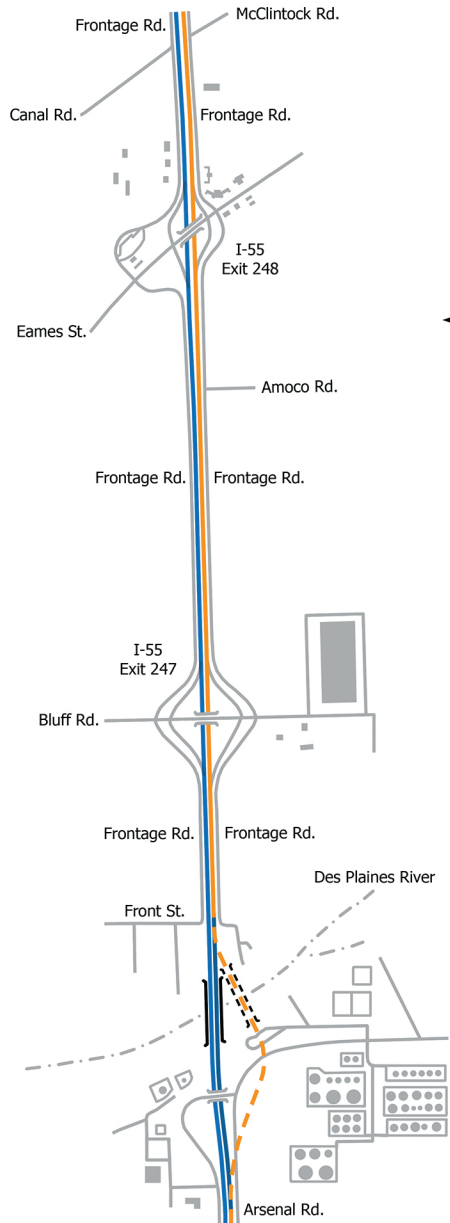 McClintock Rd.
Frontage Rd.
Canal Rd.
Frontage Rd.
I-55
Exit 248
Eames St.
Amoco Rd.
Frontage Rd.
Frontage Rd.
I-55
Exit 247
Bluff Rd.
Frontage Rd.
Frontage Rd.
Des Plaines River
Front St.
Arsenal Rd.